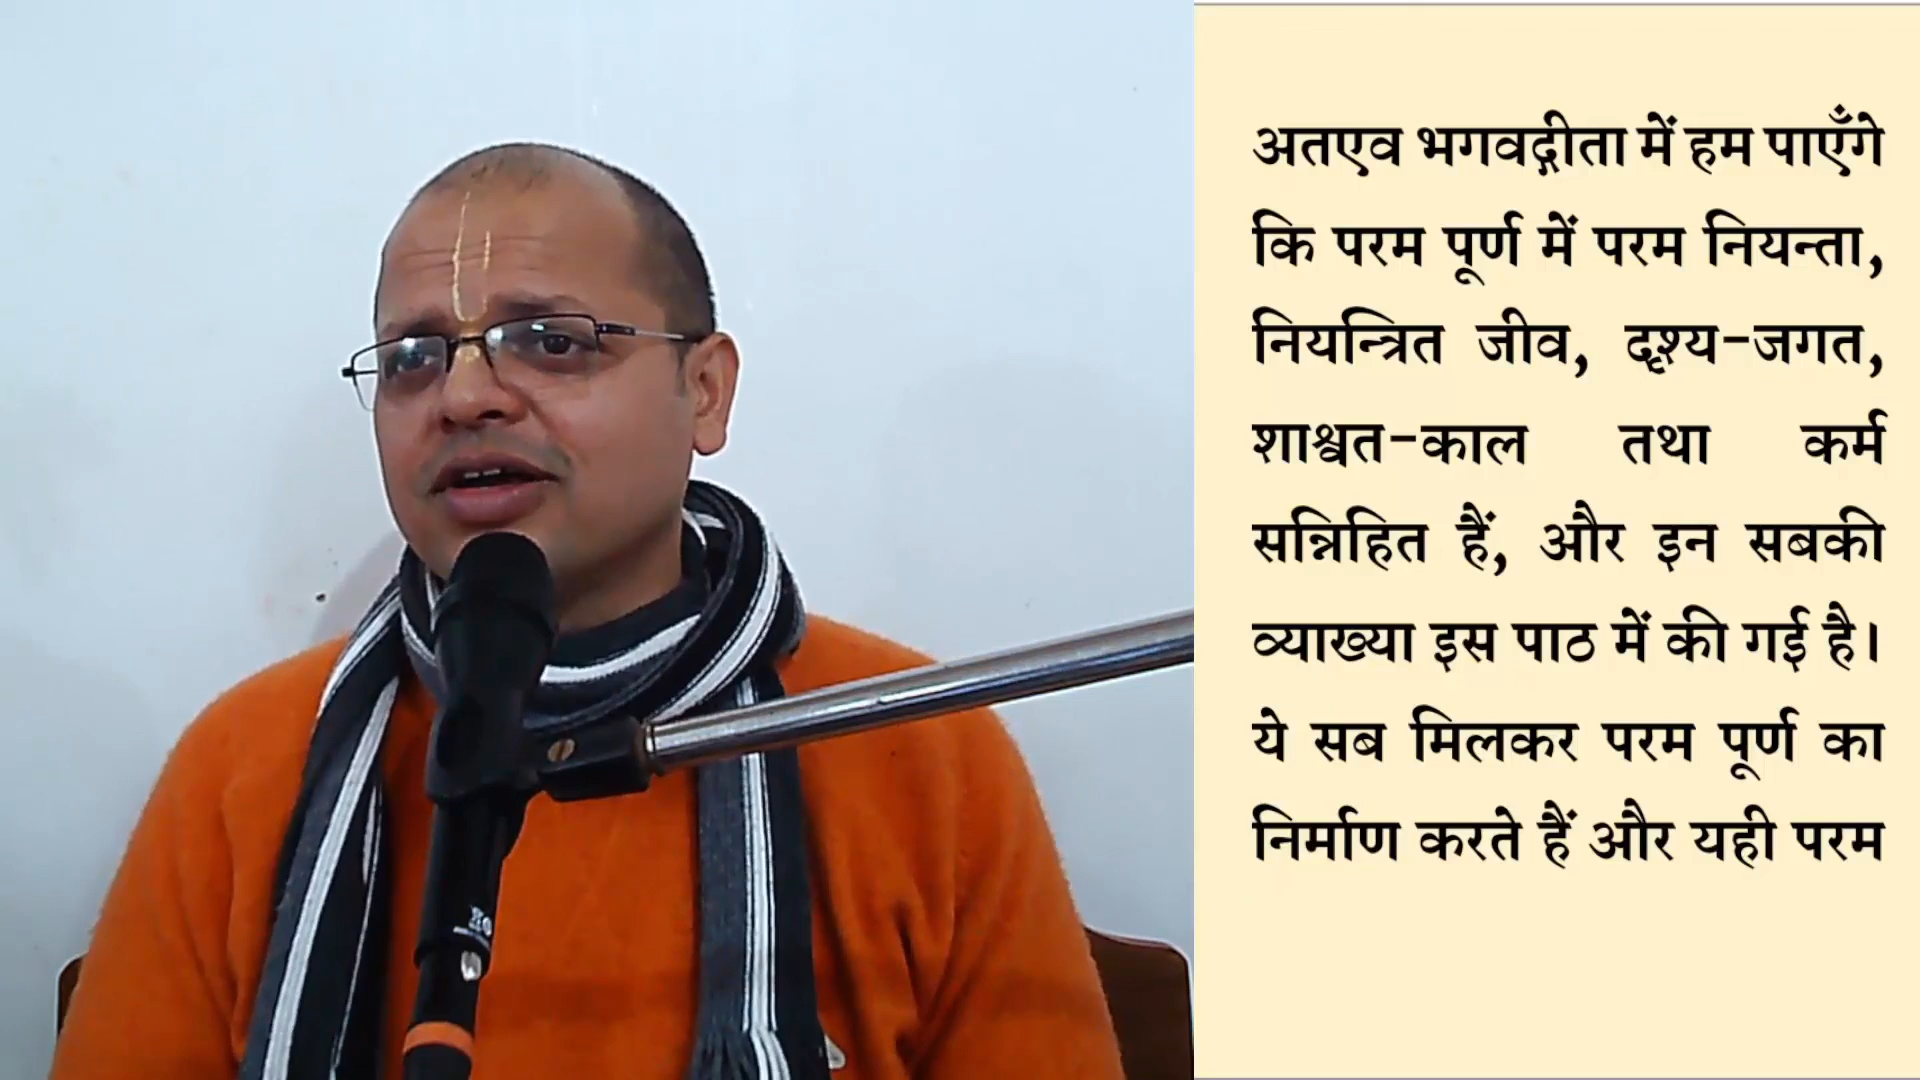 अतएव भगवद्गीता में हम पाएँगे
कि परम पूर्ण में परम नियन्ता,
नियन्त्रित जीव, दृश्य-जगत,
शाश्वत-काल तथा कर्म
सन्निहित हैं, और इन सबकी
व्याख्या इस पाठ में की गई है।
ये सब मिलकर परम पूर्ण का
निर्माण करते हैं और यही परम